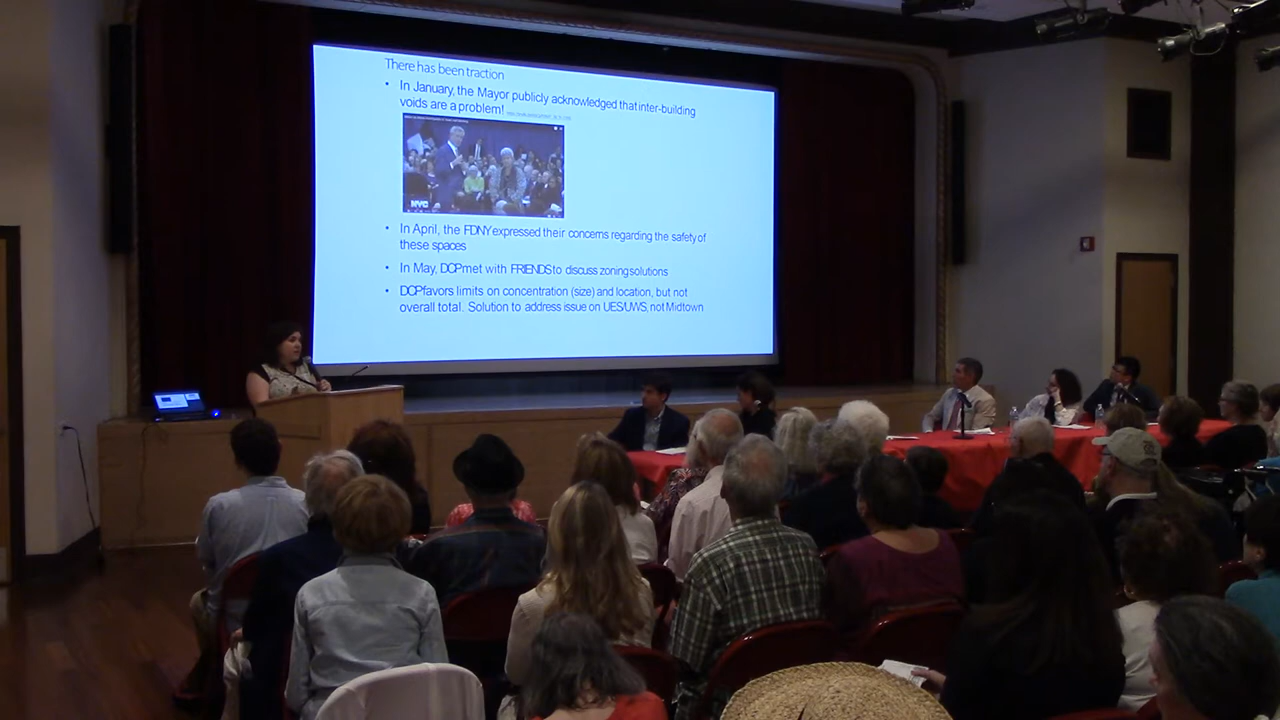 There has been traction
• In January, the Mayor publicly acknowledged that inter-building
voids are a problem!
NYC
• In April, the FDNY expressed their concerns regarding the safety of
these spaces
• In May, DCP met with FRIENDS to discuss zoning solutions
• DCP favors limits on concentration (size) and location, but not
overall total. Solution to address issue on UES/UWS, not Midtown